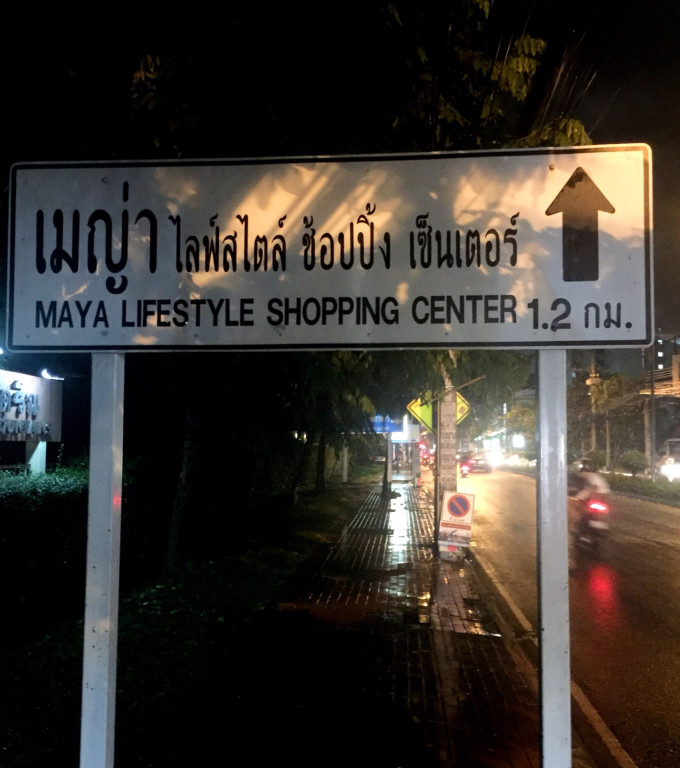 เมญ่า ไลฟ์สไตล์ ช้อปปิ้ง เซ็นเตอร์
MAYA LIFESTYLE SHOPPING CENTER 1.2 กม.